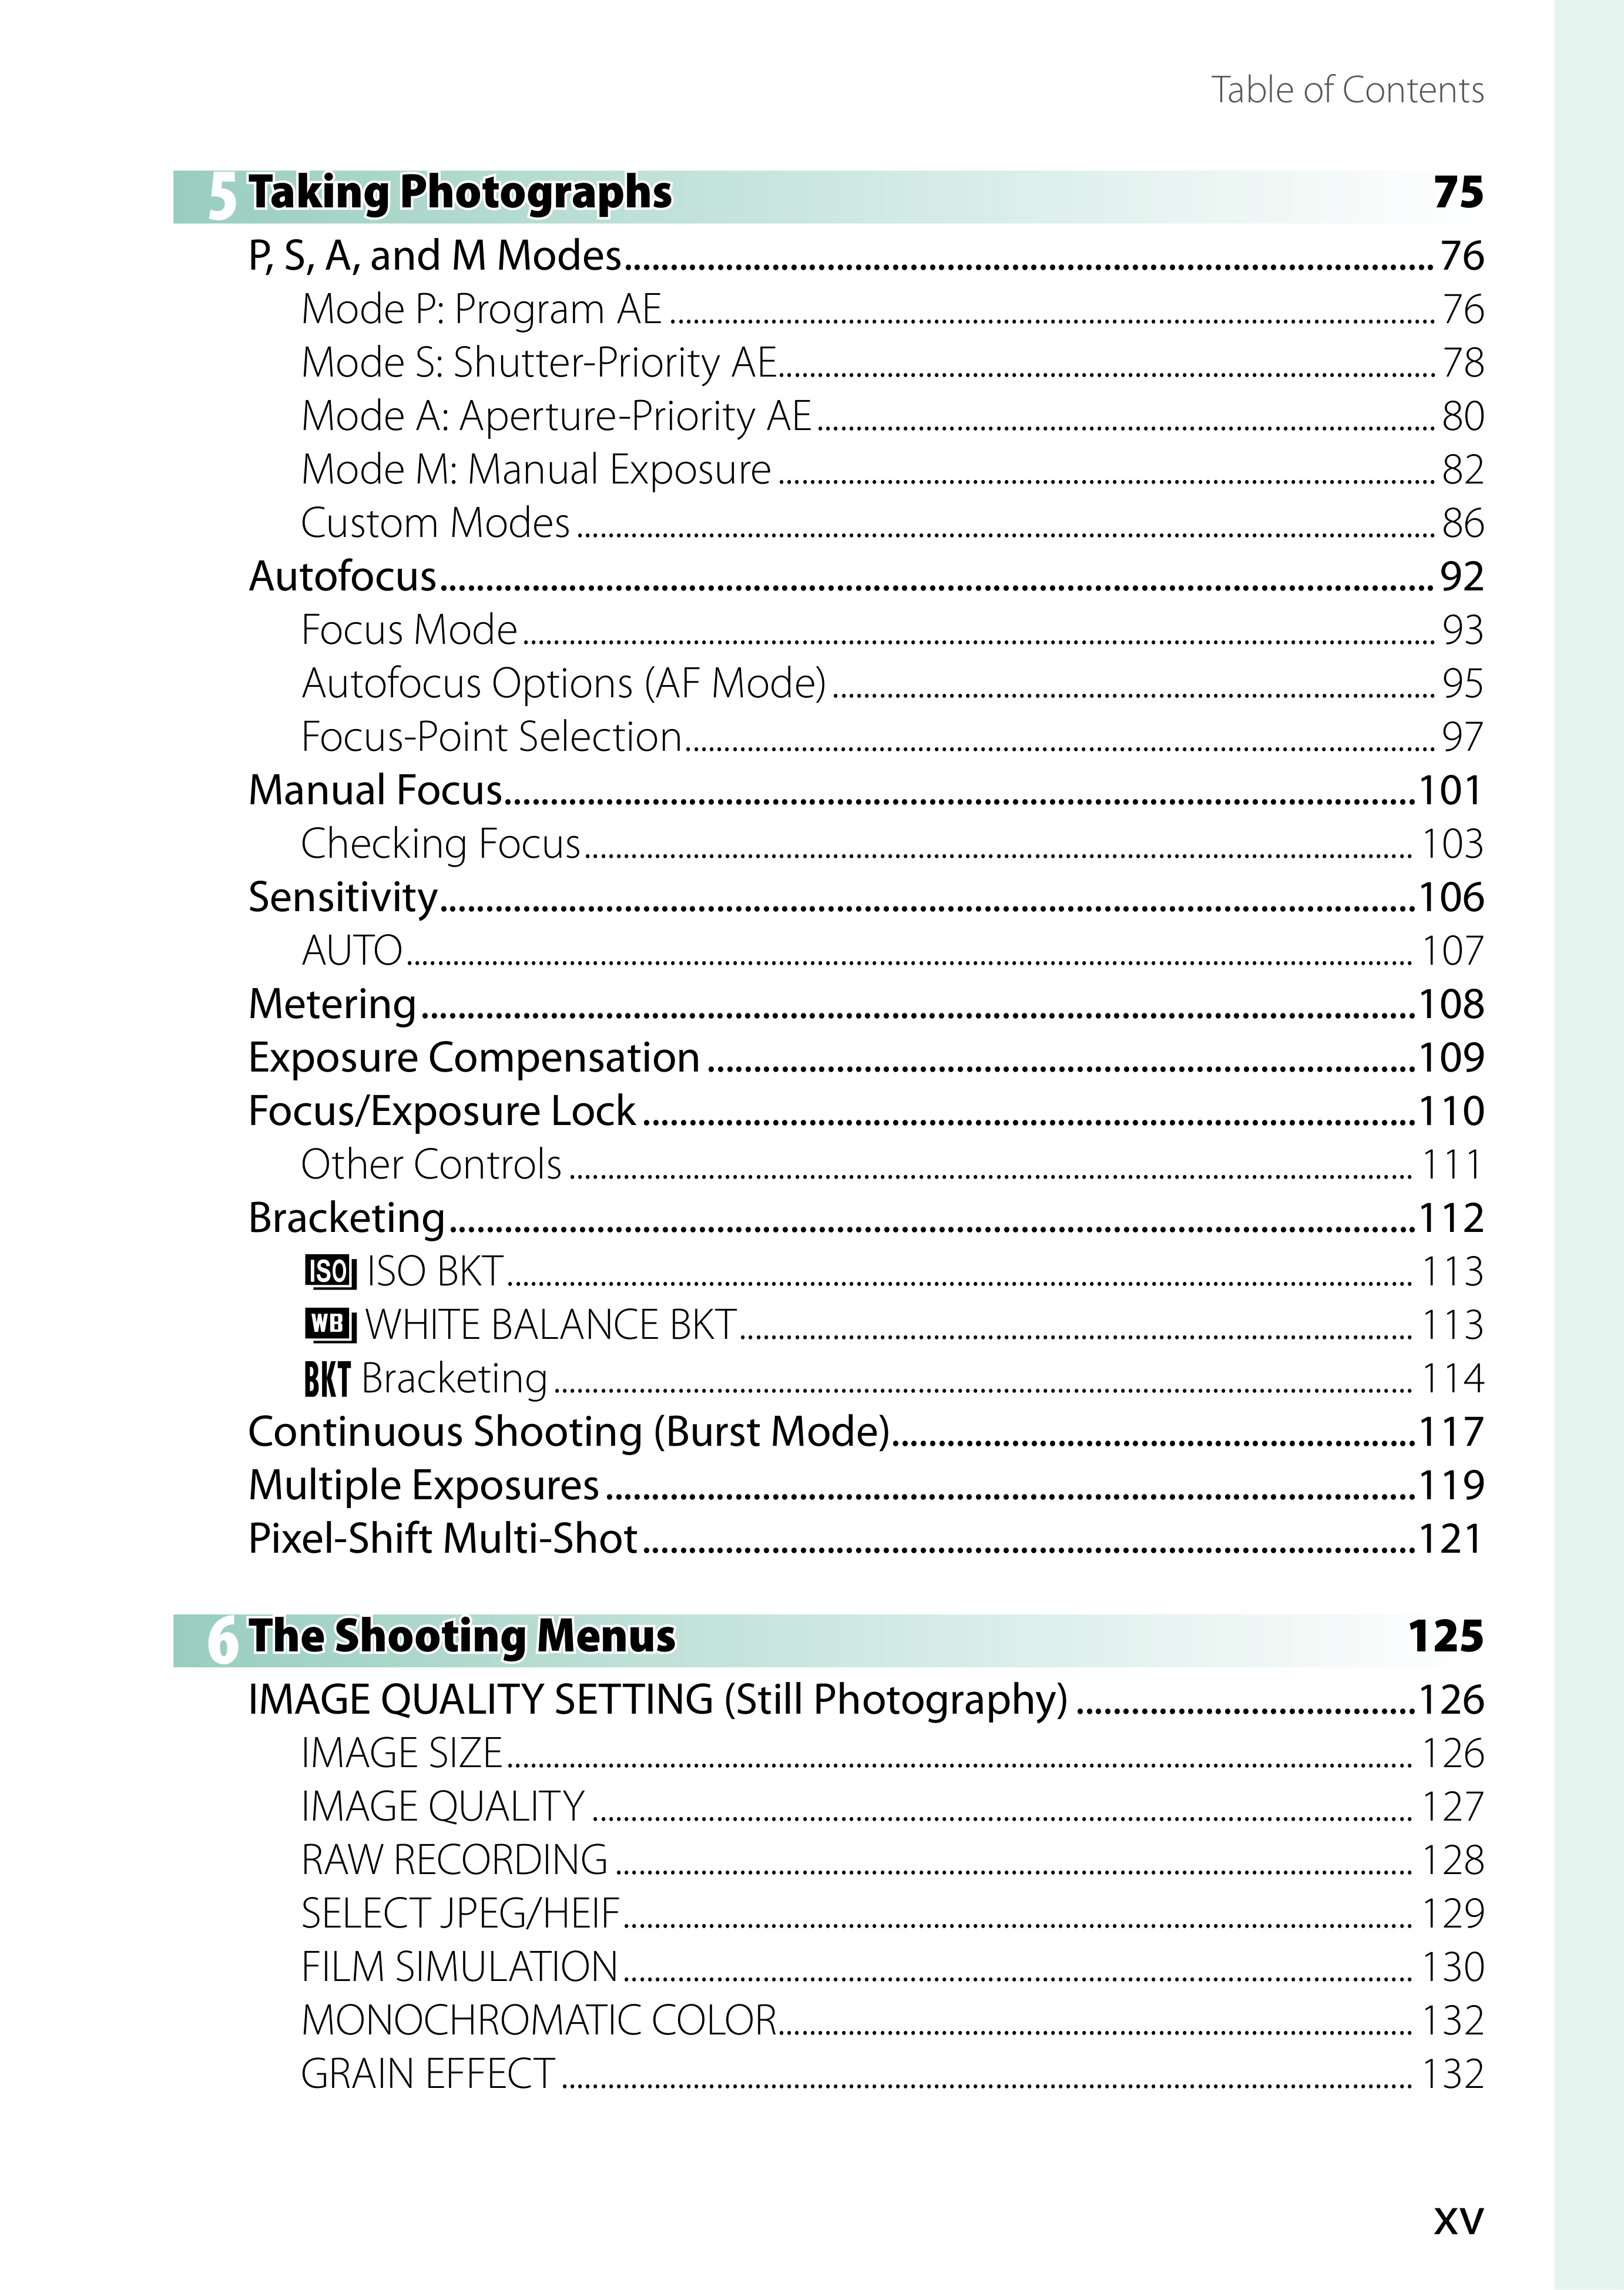 Table of Contents
5 Taking Photographs 75
P, S, A, and M Modes 76
Mode P: Program AE 76
Mode S: Shutter-Priority AE 78
Mode A: Aperture-Priority AE 80
Mode M: Manual Exposure 82
Custom Modes 86
Autofocus 92
Focus Mode 93
Autofocus Options (AF Mode) 95
Focus-Point Selection 97
Manual Focus 101
Checking Focus 103
Sensitivity 106
AUTO 107
Metering 108
Exposure Compensation 109
Focus/Exposure Lock 110
Other Controls 111
Bracketing 112
ISO ISO BKT 113
WB WHITE BALANCE BKT 113
BKT Bracketing 114
Continuous Shooting (Burst Mode) 117
Multiple Exposures 119
Pixel-Shift Multi-Shot 121
6 The Shooting Menus 125
IMAGE QUALITY SETTING (Still Photography) 126
IMAGE SIZE 126
IMAGE QUALITY 127
RAW RECORDING 128
SELECT JPEG/HEIF 129
FILM SIMULATION 130
MONOCHROMATIC COLOR 132
GRAIN EFFECT 132
xv